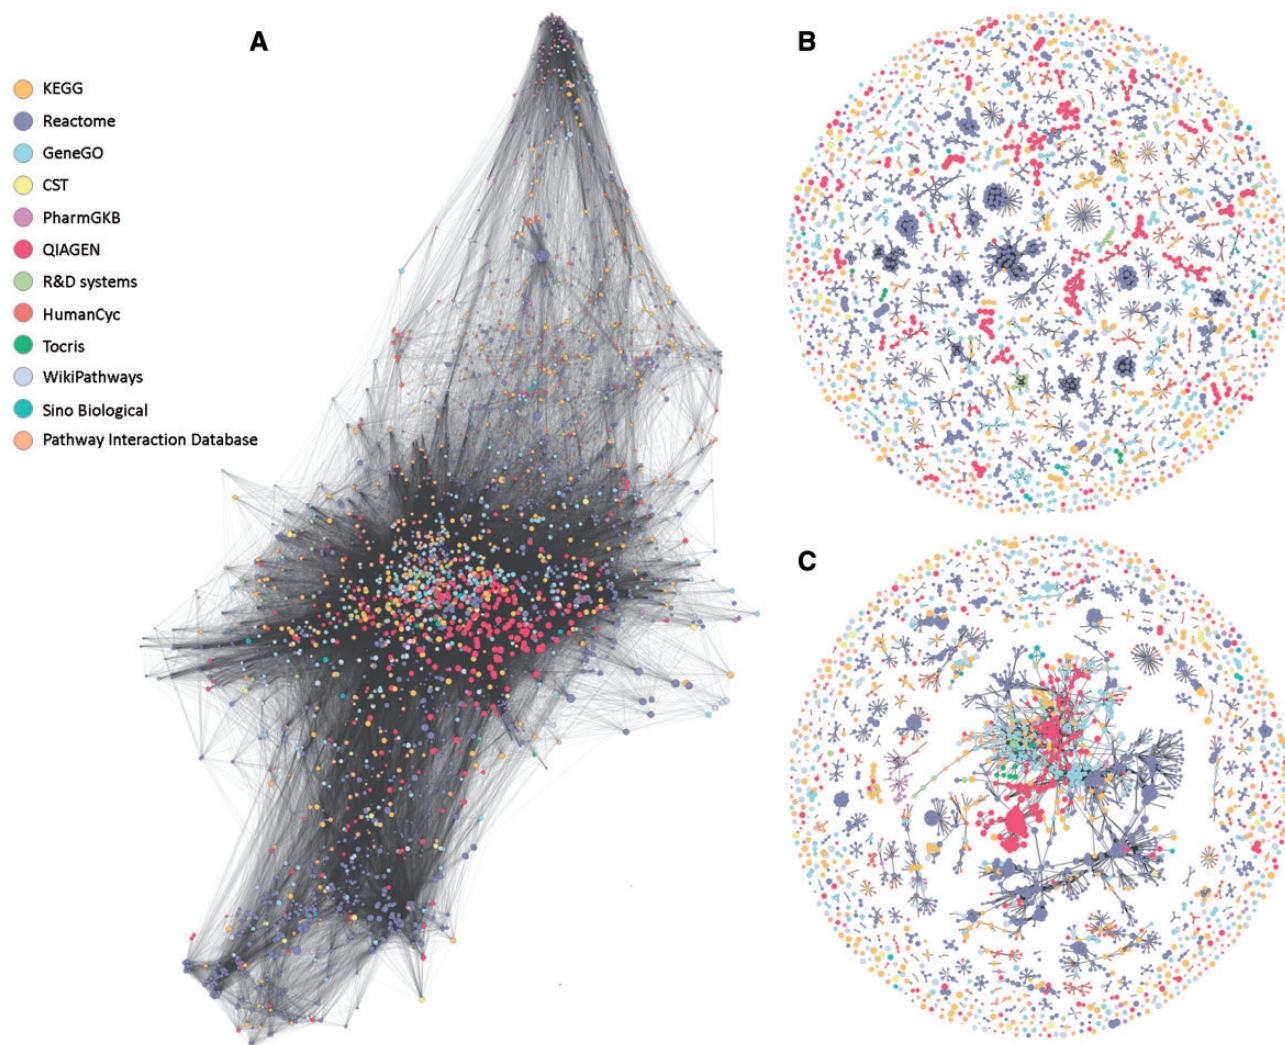 A
B
KEGG
Reactome
GeneGO
CST
PharmGKB
QIAGEN
R&D systems
HumanCyc
Tocris
WikiPathways
Sino Biological
Pathway Interaction Database
C